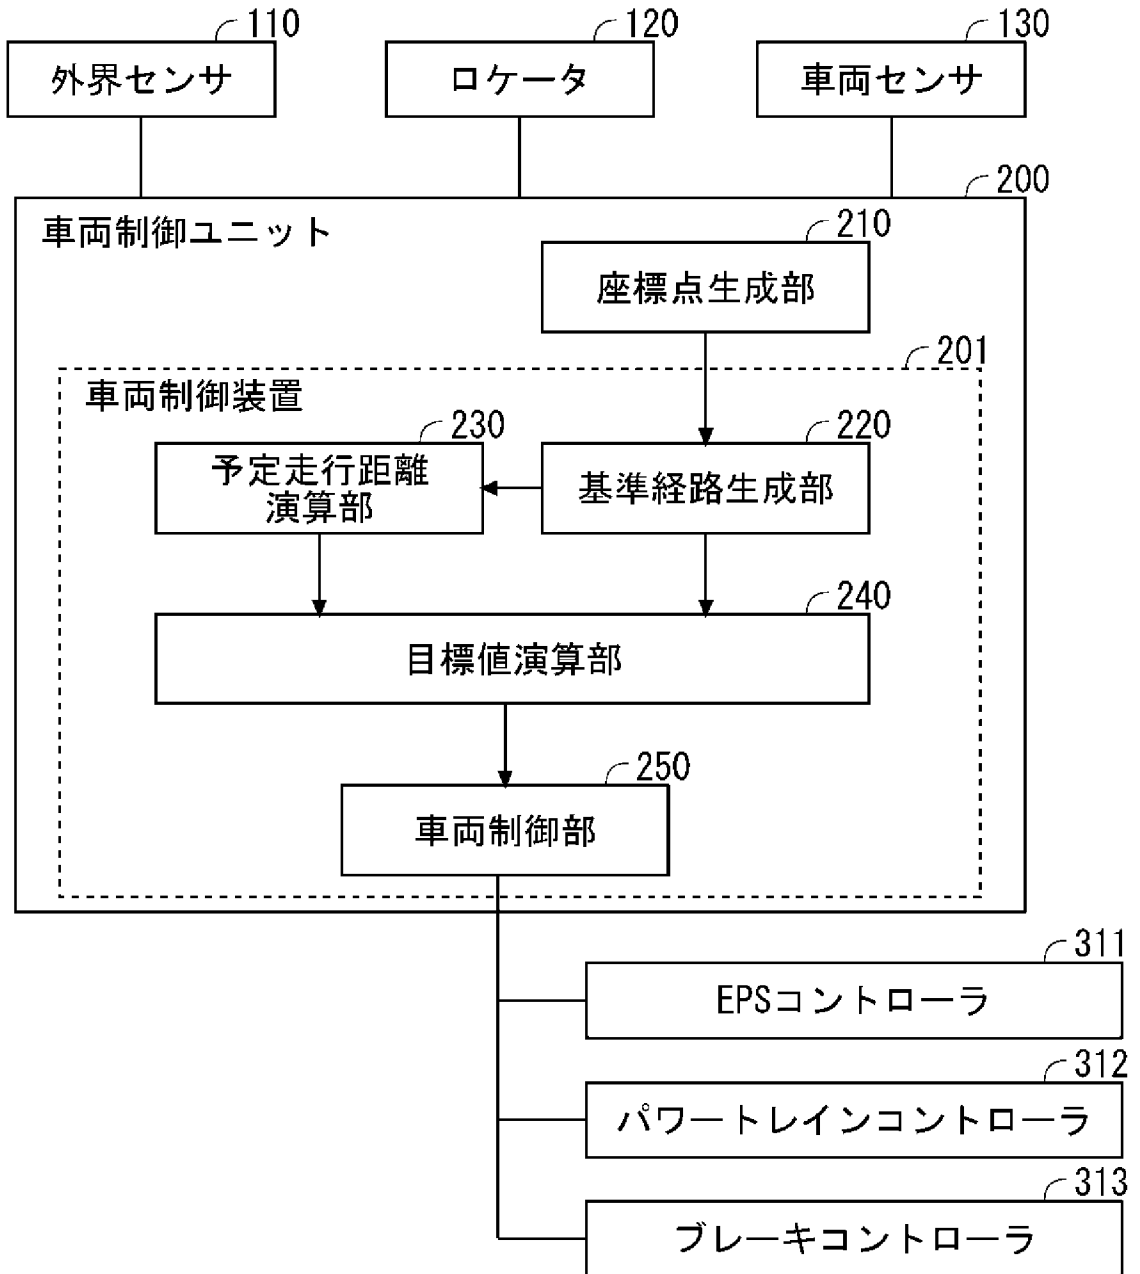 110
外界センサ
120
ロケータ
130
車両センサ
200
車両制御ユニット
210
座標点生成部
201
車両制御装置
230
予定走行距離
演算部
220
基準経路生成部
240
目標値演算部
250
車両制御部
311
EPSコントローラ
312
パワートレインコントローラ
313
ブレーキコントローラ